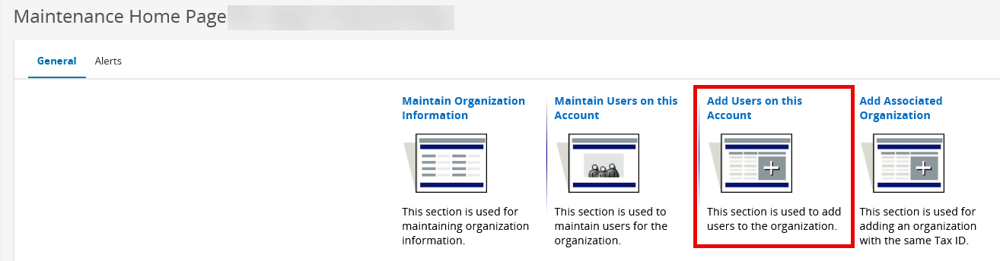 Maintenance Home Page
General Alerts
Maintain Organization
Information
This section is used for
maintaining organization
information.
Maintain Users on this
Account
This section is used to
maintain users for the
organization.
Add Users on this
Account
This section is used to add
users to the organization.
Add Associated
Organization
This section is used for
adding an organization
with the same Tax ID.